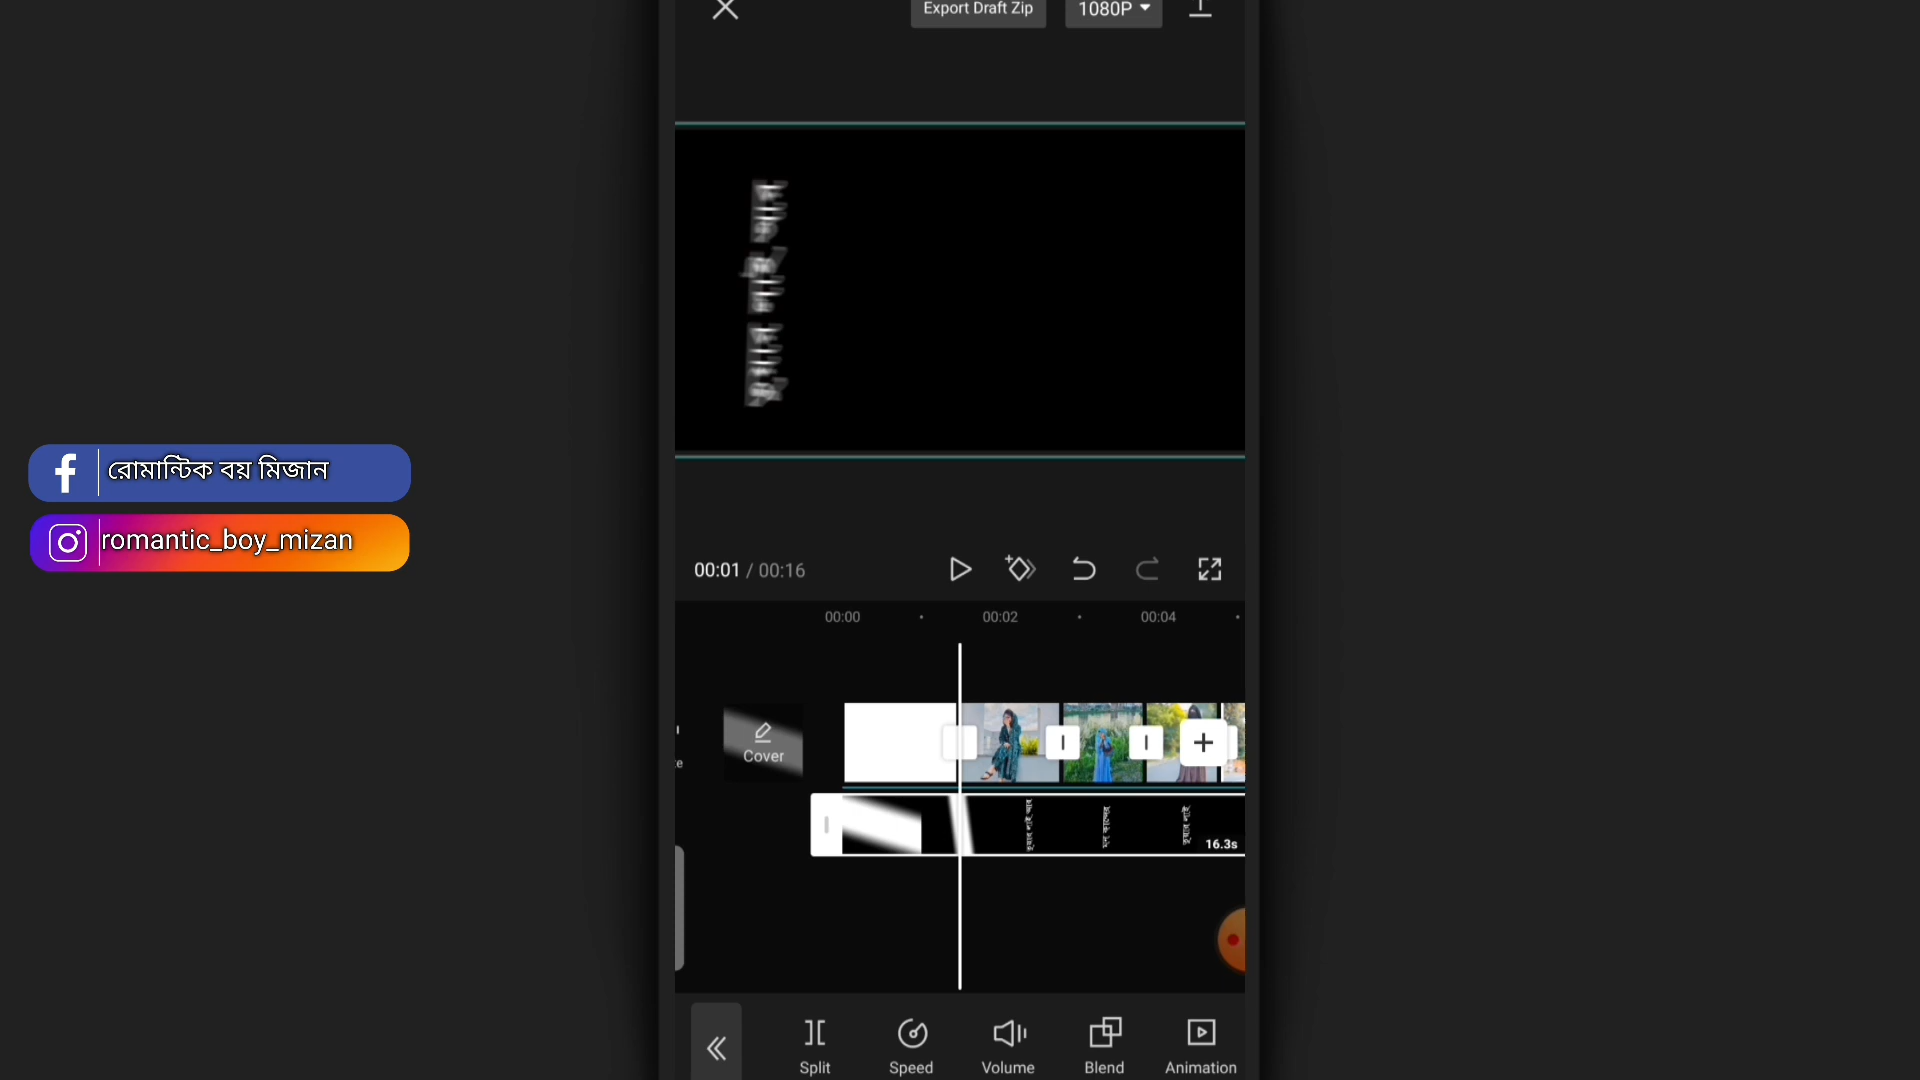 Export Draft Zip
1080P
রোমান্টিক বয় মিজান
romantic_boy_mizan
00:01 / 00:16
00:00
00:02
00:04
Cover
16.3s
Split
Speed
Volume
Blend
Animation